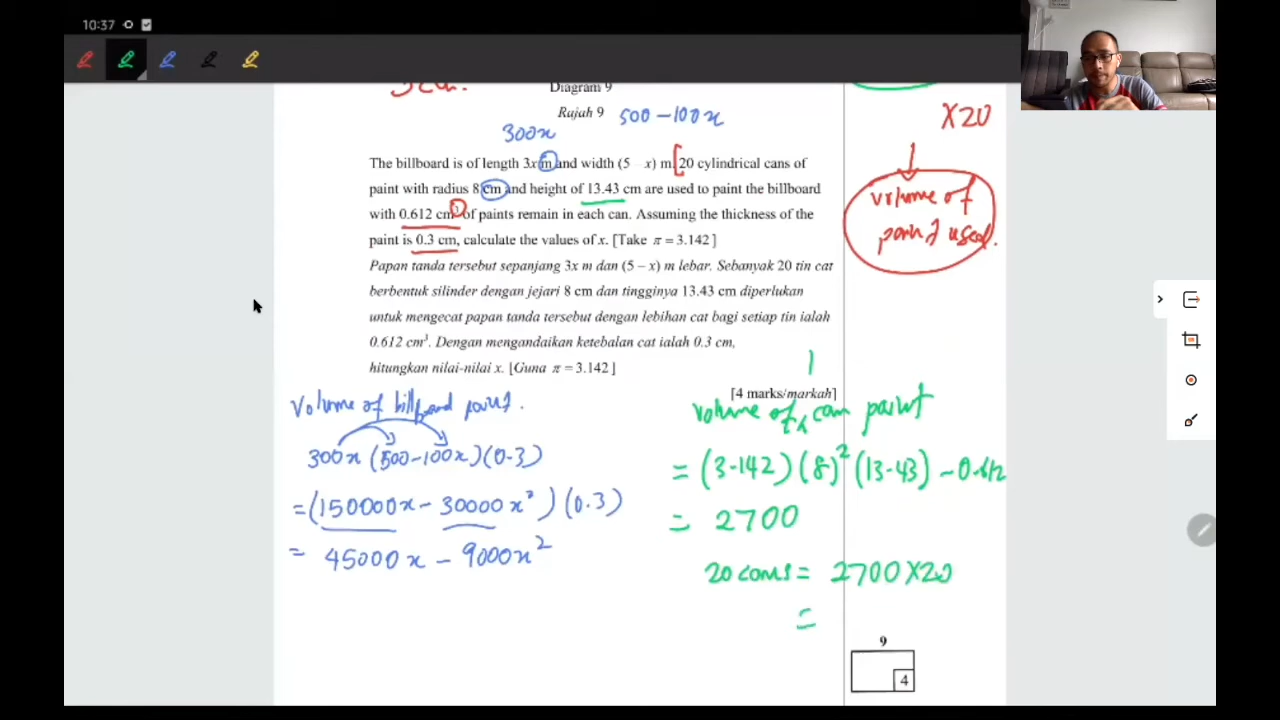 10:37
Diagram 9
Rajah 9
500 - 100x
300x
The billboard is of length 3x m and width (5 - x) m. 20 cylindrical cans of
paint with radius 8 cm and height of 13.43 cm are used to paint the billboard
with 0.612 cm³ of paints remain in each can. Assuming the thickness of the
paint is 0.3 cm, calculate the values of x. [Take π = 3.142]
Papan tanda tersebut sepanjang 3x m dan (5 – x) m lebar. Sebanyak 20 tin cat
berbentuk silinder dengan jejari 8 cm dan tingginya 13.43 cm diperlukan
untuk mengecat papan tanda tersebut dengan lebihan cat bagi setiap tin ialah
0.612 cm³. Dengan mengandaikan ketebalan cat ialah 0.3 cm,
hitungkan nilai-nilai x. [Guna π = 3.142]
[4 marks/markah]
X20
volume of
paint used.
Volume of billboard paint.
300x (500-100x)(0.3)
= (150000x - 30000x²)(0.3)
= 45000x - 9000x²
1
volume of can paint
= (3.142)(8)²(13.43) - 0.612
= 2700
20 cans = 2700X20
=
9
4